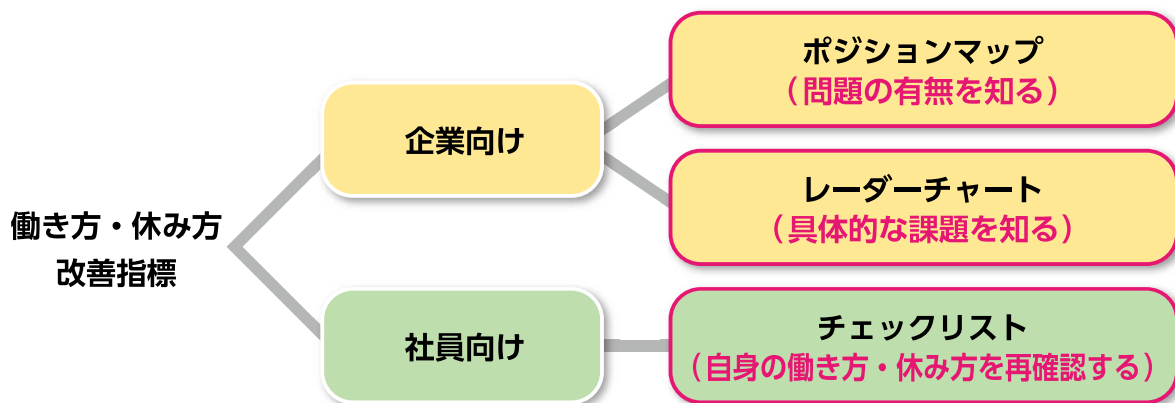 働き方・休み方
改善指標
企業向け
ポジションマップ
（問題の有無を知る）
レーダーチャート
（具体的な課題を知る）
社員向け
チェックリスト
（自身の働き方・休み方を再確認する）